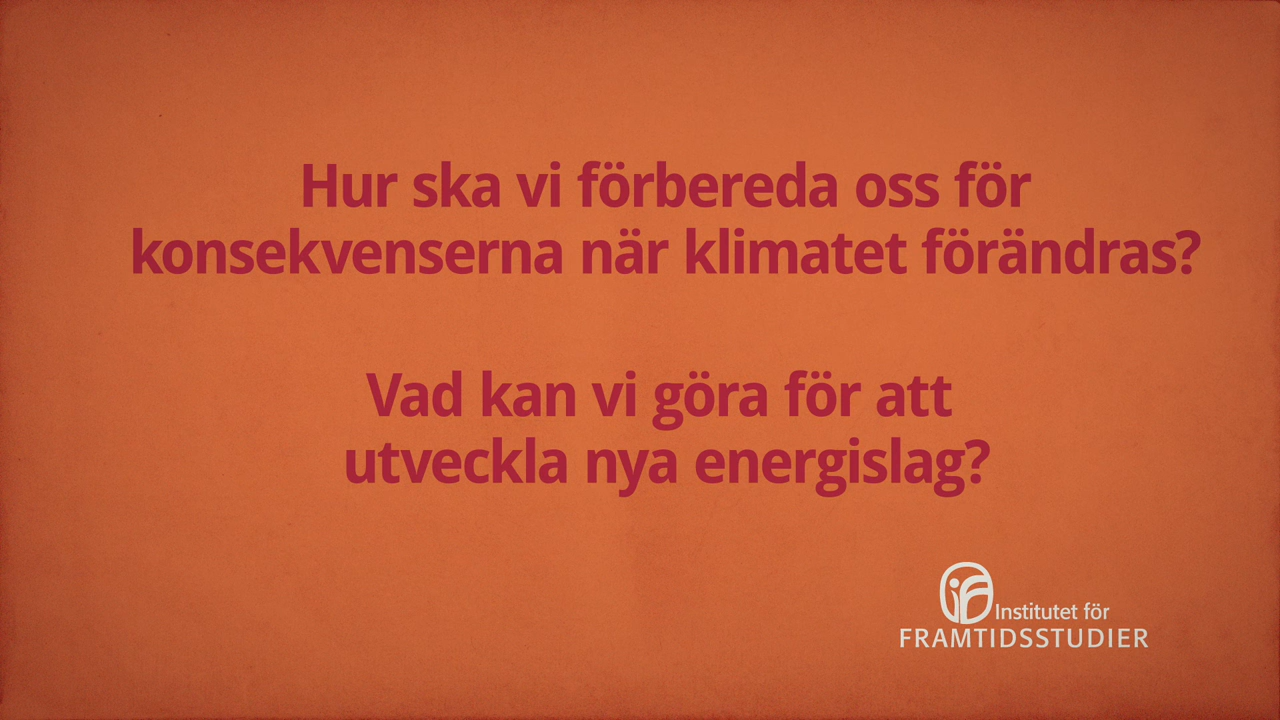 Hur ska vi förbereda oss för
konsekvenserna när klimatet förändras?
Vad kan vi göra för att
utveckla nya energislag?
Institutet för
FRAMTIDSSTUDIER